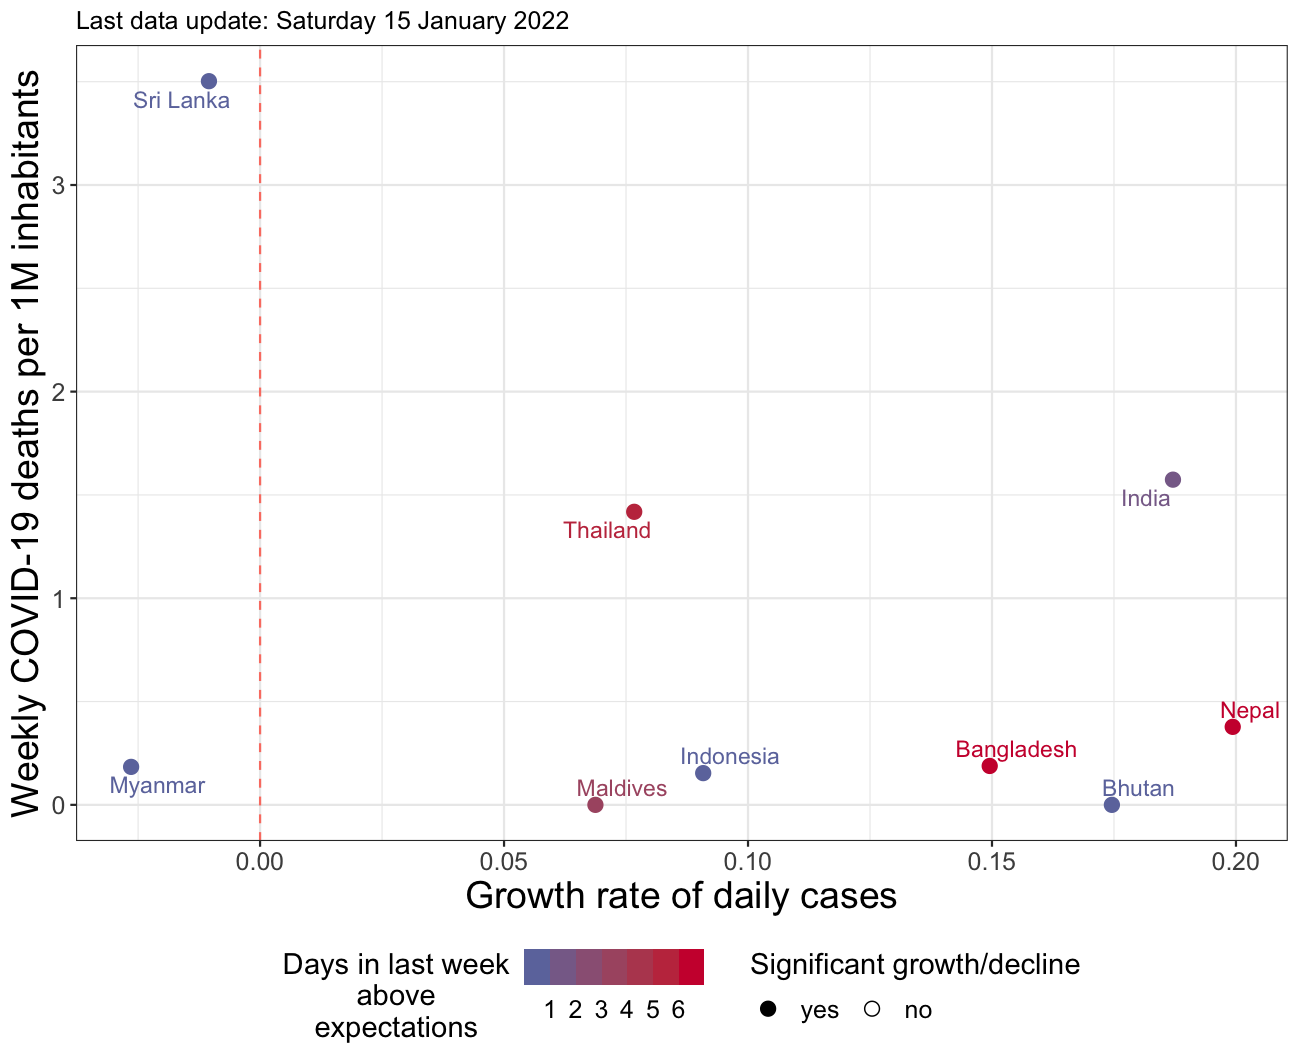 Last data update: Saturday 15 January 2022
Weekly COVID-19 deaths per 1M inhabitants
3
2
1
0
Sri Lanka
India
Thailand
Nepal
Bangladesh
Indonesia
Myanmar
Maldives
Bhutan
0.00 0.05 0.10 0.15 0.20
Growth rate of daily cases
Days in last week
above
expectations
1 2 3 4 5 6
Significant growth/decline
yes no